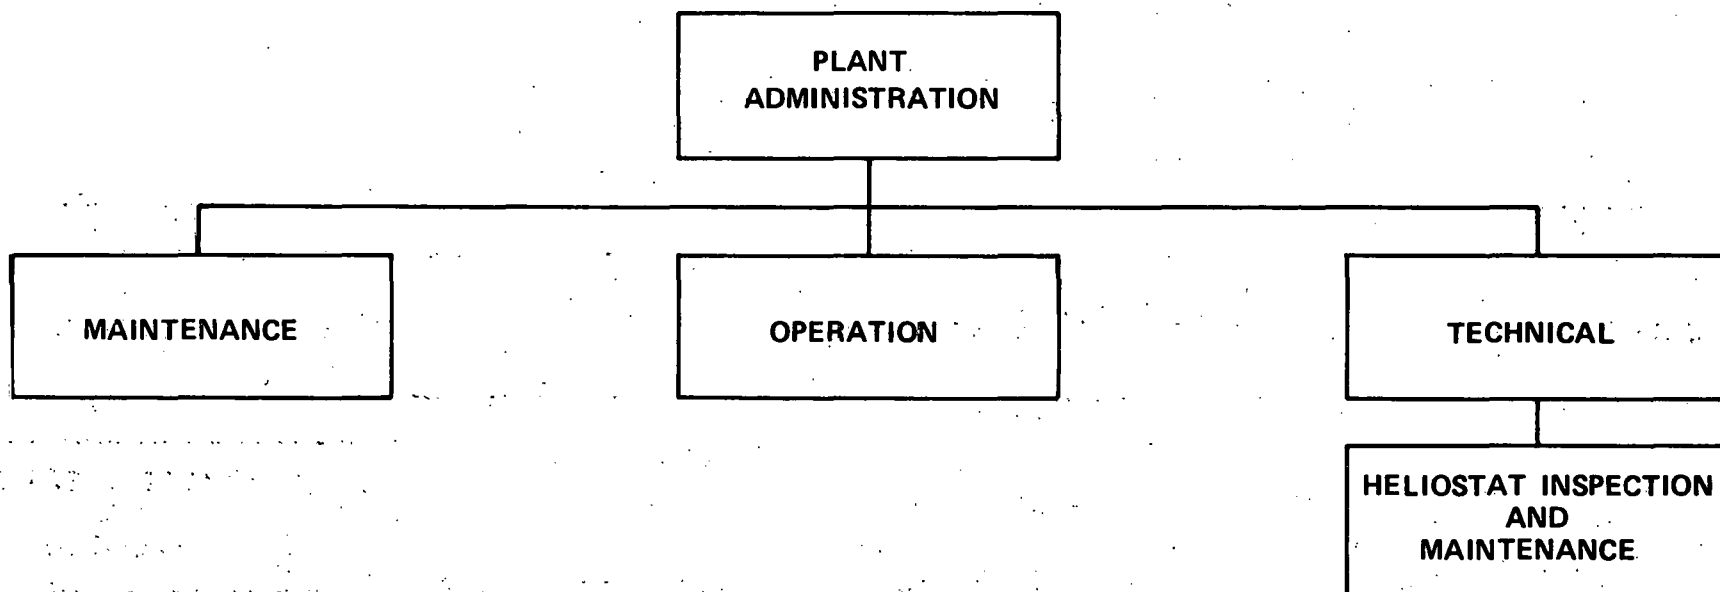 PLANT
ADMINISTRATION
MAINTENANCE
OPERATION
TECHNICAL
HELIOSTAT INSPECTION
AND
MAINTENANCE